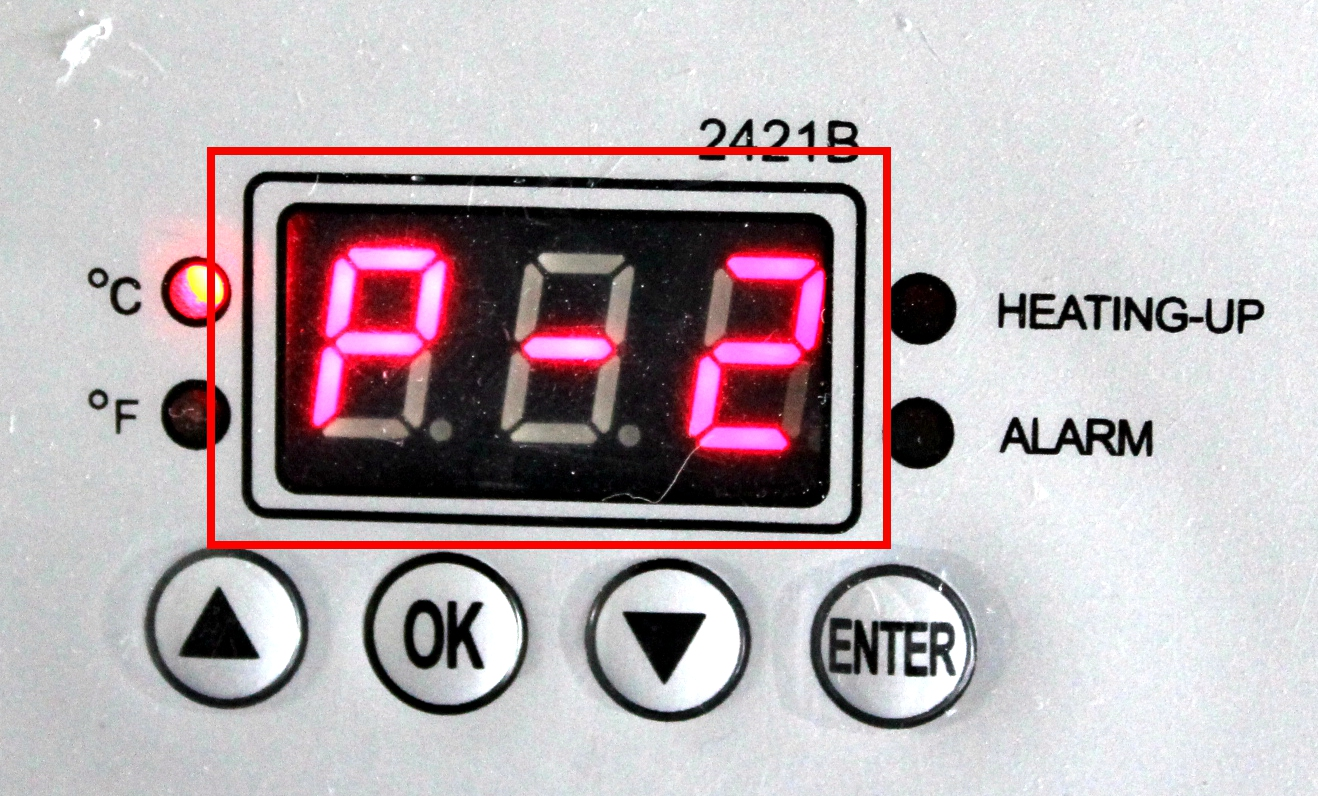 2421B
°C
P-2
HEATING-UP
°F
ALARM
OK
ENTER